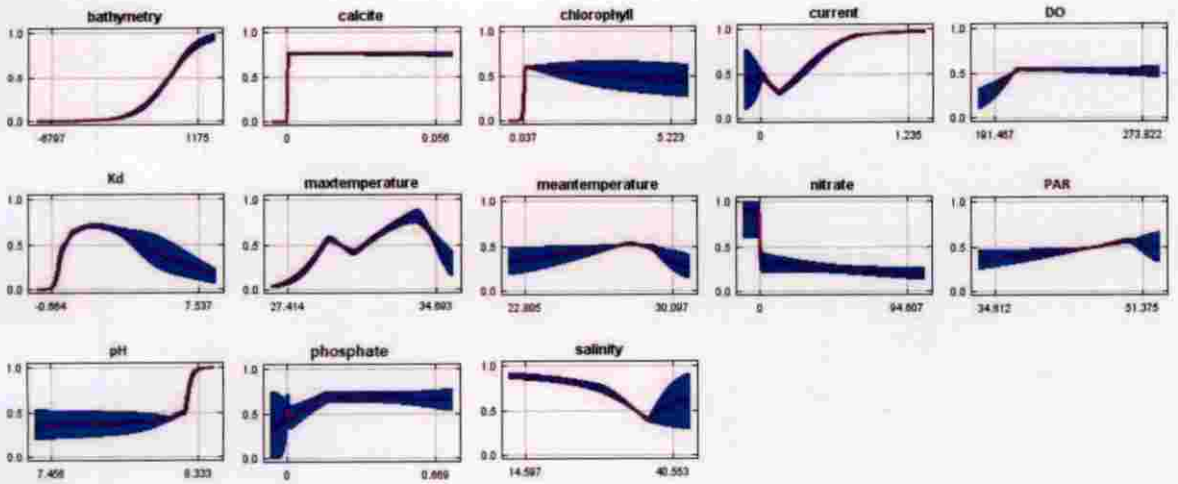 bathymetry calcite chlorophyll current DO
1.0 1.0 1.0 1.0 1.0
0.5 0.5 0.5 0.5 0.5
0.0 0.0 0.0 0.0 0.0
-6797 1175 0 0.056 0.037 5.223 0 1.235 191.467 273.822
Kd maxtemperature meantemperature nitrate PAR
1.0 1.0 1.0 1.0 1.0
0.5 0.5 0.5 0.5 0.5
0.0 0.0 0.0 0.0 0.0
-0.664 7.537 27.414 34.693 22.805 30.097 0 94.607 34.612 51.375
pH phosphate salinity
1.0 1.0 1.0
0.5 0.5 0.5
0.0 0.0 0.0
7.466 8.333 0 0.669 14.597 40.553